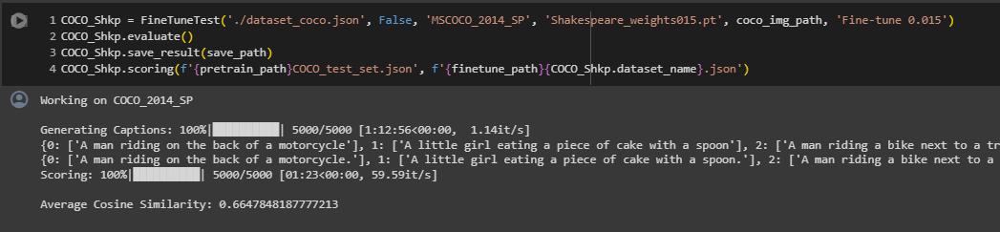 1 COCO_Shkp = FineTuneTest('./dataset_coco.json', False, 'MSCOCO_2014_SP', 'Shakespeare_weights015.pt', coco_img_path, 'Fine-tune 0.015')
2 COCO_Shkp.evaluate()
3 COCO_Shkp.save_result(save_path)
4 COCO_Shkp.scoring(f'{pretrain_path}COCO_test_set.json', f'{finetune_path}{COCO_Shkp.dataset_name}.json')
Working on COCO_2014_SP
Generating Captions: 100%|██████████| 5000/5000 [1:12:56<00:00, 1.14it/s]
{0: ['A man riding on the back of a motorcycle'], 1: ['A little girl eating a piece of cake with a spoon'], 2: ['A man riding a bike next to a tr
{0: ['A man riding on the back of a motorcycle.'], 1: ['A little girl eating a piece of cake with a spoon.'], 2: ['A man riding a bike next to a
Scoring: 100%|██████████| 5000/5000 [01:23<00:00, 59.59it/s]
Average Cosine Similarity: 0.6647848187777213